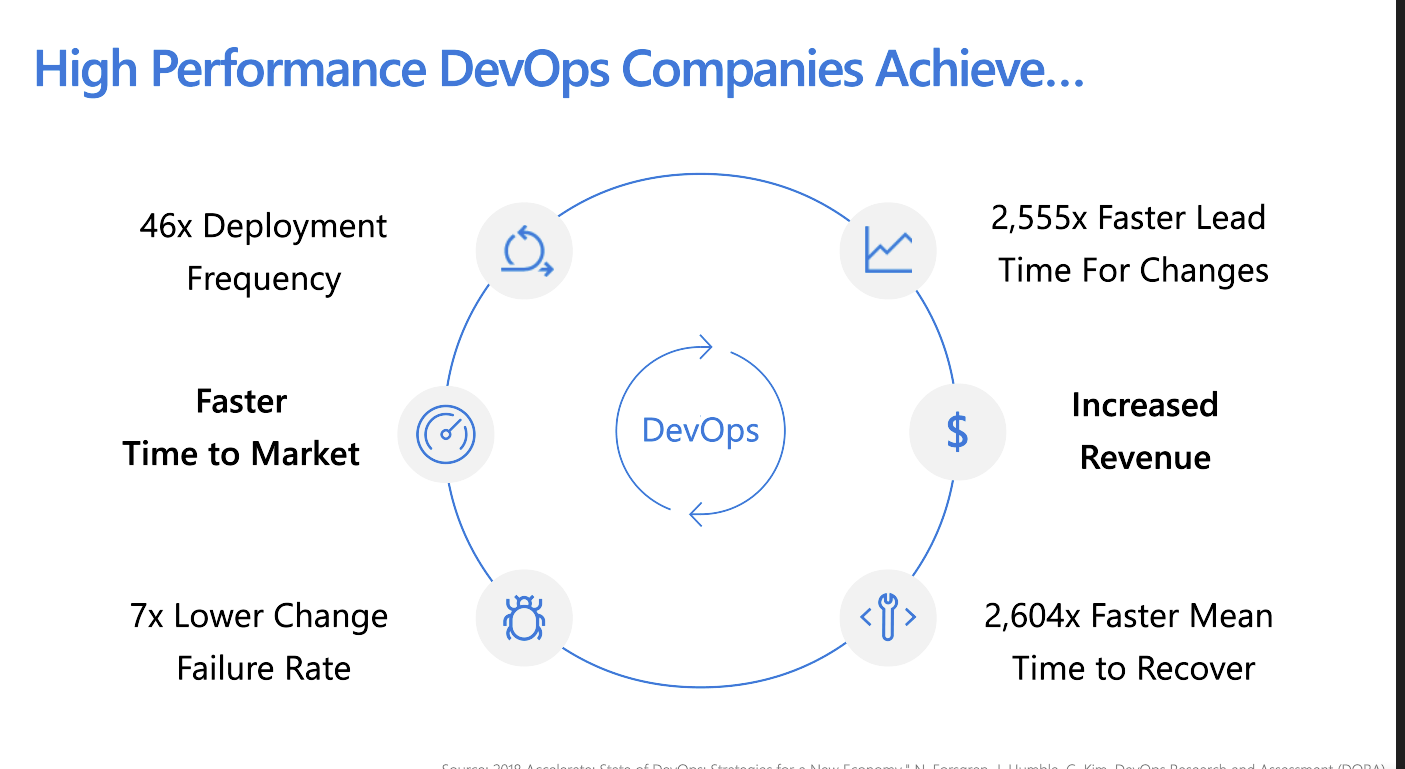 High Performance DevOps Companies Achieve...
46x Deployment
Frequency
2,555x Faster Lead
Time For Changes
Faster
Time to Market
DevOps
$
Increased
Revenue
7x Lower Change
Failure Rate
2,604x Faster Mean
Time to Recover
Source: 2018 Accelerate: State of DevOps: Strategies for a New Economy." N. Forsgren, J. Humble, G. Kim. DevOps Research and Assessment (DORA)